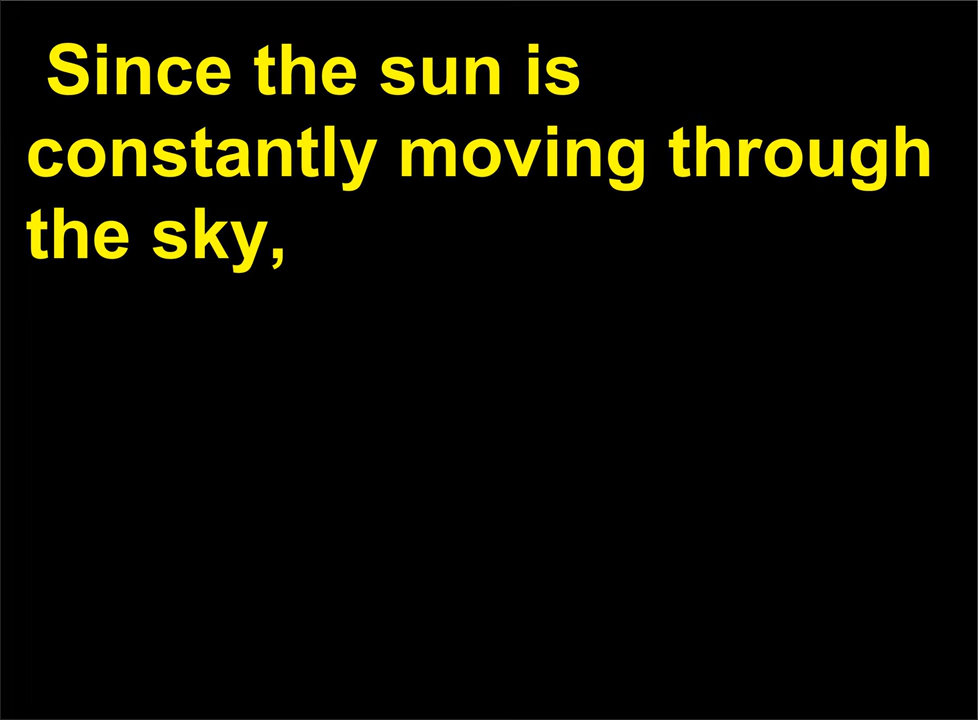 Since the sun is
constantly moving through
the sky,